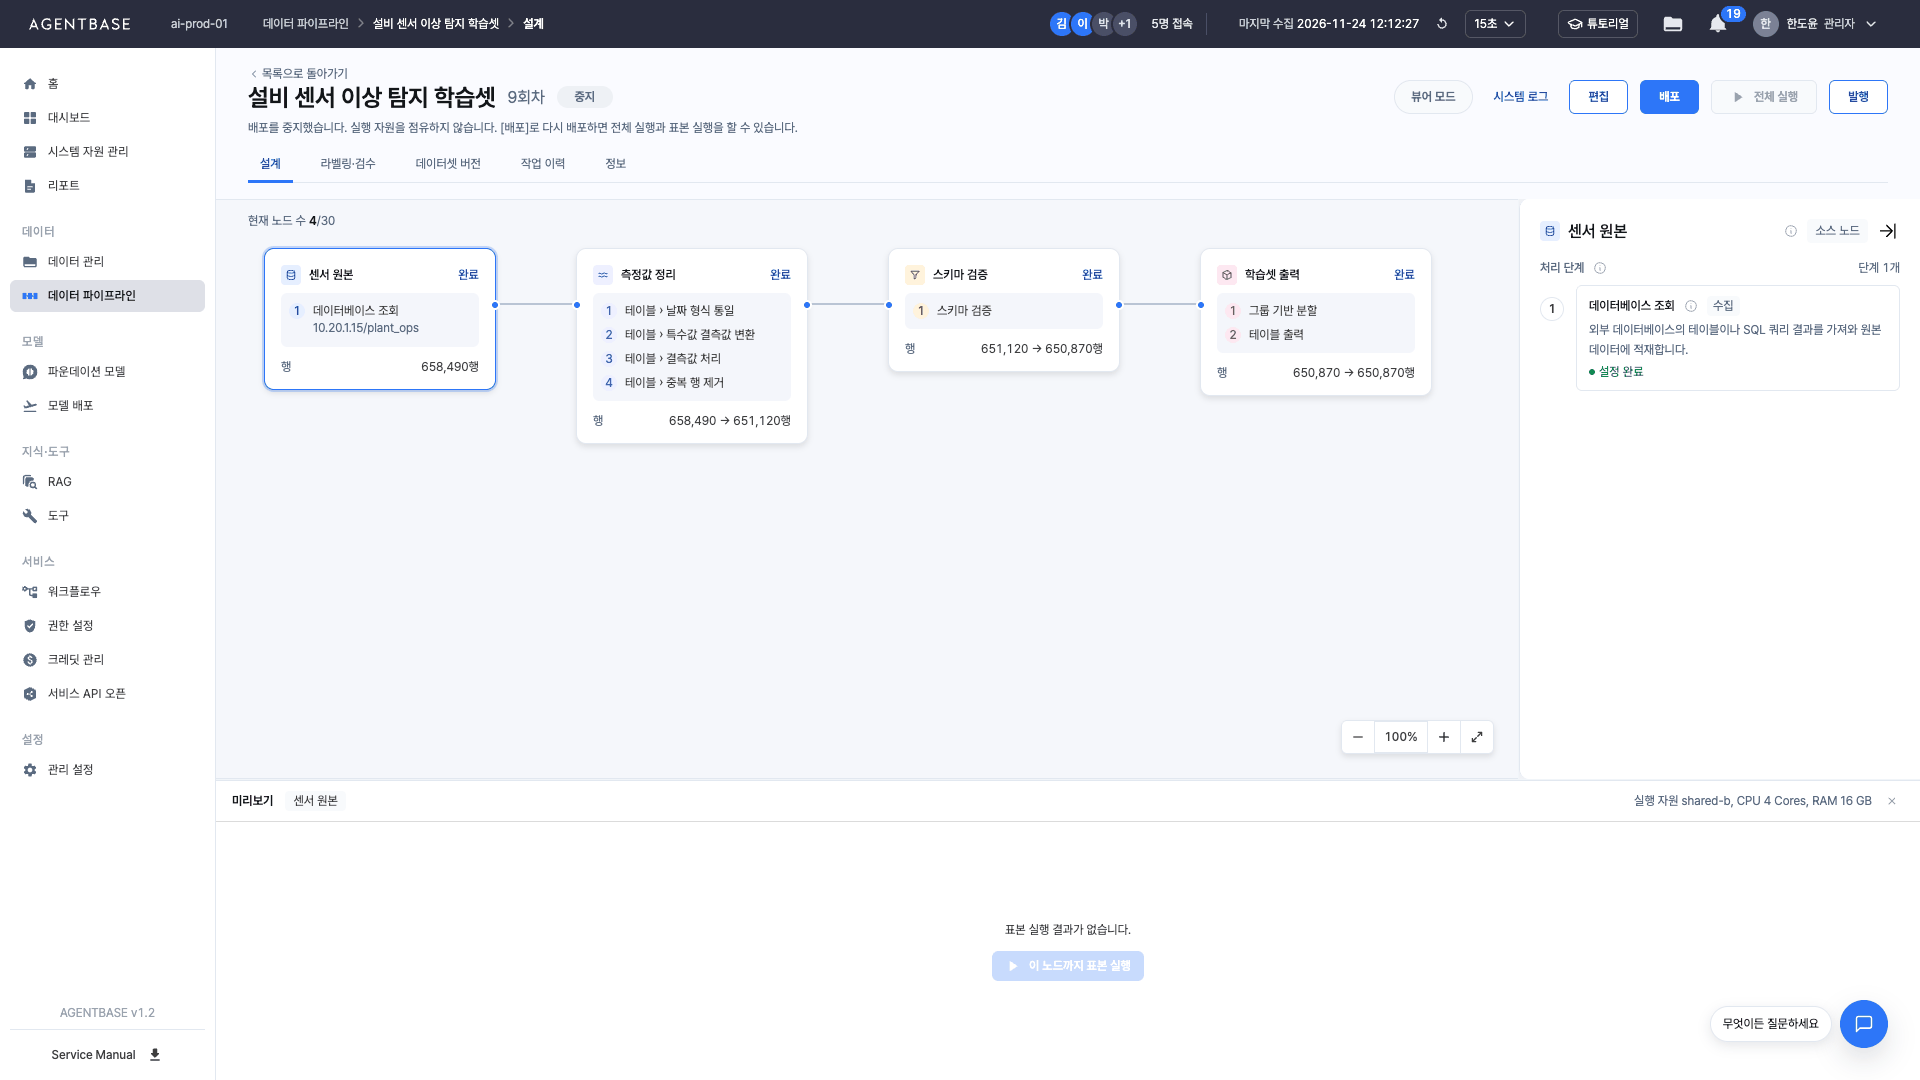 AGENTBASE
ai-prod-01
데이터 파이프라인 > 설비 센서 이상 탐지 학습셋 > 설계
김 이 박 +1 5명 접속
마지막 수집 2026-11-24 12:12:27
15초
튜토리얼
19
한 한도윤 관리자
홈
대시보드
시스템 자원 관리
리포트
데이터
데이터 관리
데이터 파이프라인
모델
파운데이션 모델
모델 배포
지식·도구
RAG
도구
서비스
워크플로우
권한 설정
크레딧 관리
서비스 API 오픈
설정
관리 설정
AGENTBASE v1.2
Service Manual
목록으로 돌아가기
설비 센서 이상 탐지 학습셋 9회차 중지
배포를 중지했습니다. 실행 자원을 점유하지 않습니다. [배포]로 다시 배포하면 전체 실행과 표본 실행을 할 수 있습니다.
뷰어 모드
시스템 로그
편집
배포
전체 실행
발행
설계
라벨링·검수
데이터셋 버전
작업 이력
정보
현재 노드 수 4/30
센서 원본 완료
1 데이터베이스 조회
10.20.1.15/plant_ops
행 658,490행
측정값 정리 완료
1 테이블 › 날짜 형식 통일
2 테이블 › 특수값 결측값 변환
3 테이블 › 결측값 처리
4 테이블 › 중복 행 제거
행 658,490 → 651,120행
스키마 검증 완료
1 스키마 검증
행 651,120 → 650,870행
학습셋 출력 완료
1 그룹 기반 분할
2 테이블 출력
행 650,870 → 650,870행
100%
센서 원본 소스 노드
처리 단계 단계 1개
1 데이터베이스 조회 수집
외부 데이터베이스의 테이블이나 SQL 쿼리 결과를 가져와 원본
데이터에 적재합니다.
설정 완료
미리보기 센서 원본
실행 자원 shared-b, CPU 4 Cores, RAM 16 GB
표본 실행 결과가 없습니다.
이 노드까지 표본 실행
무엇이든 질문하세요